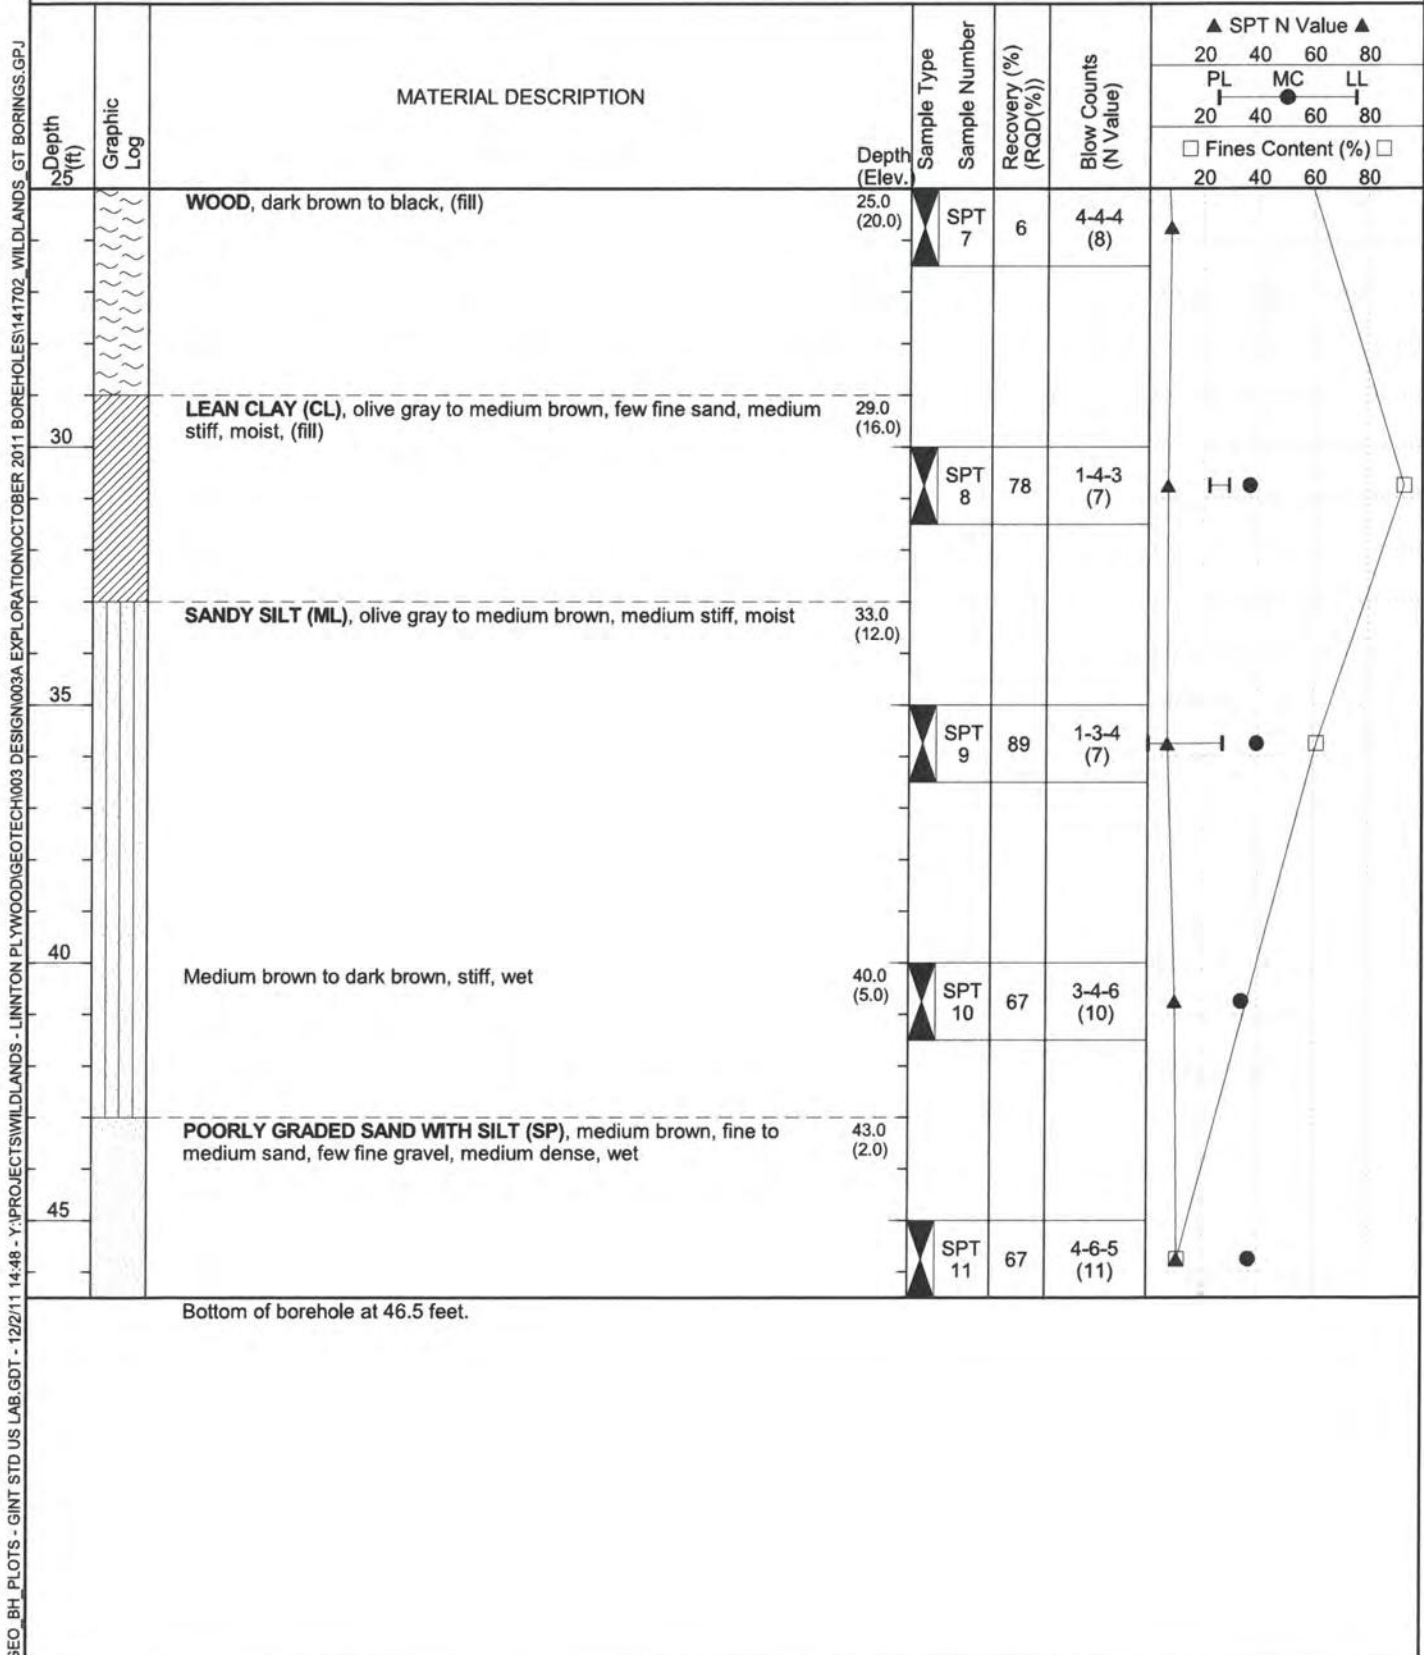 SEO_BH_PLOTS - GINT STD US LAB.GDT - 12/2/11 14:48 - Y:\PROJECTS\WILDLANDS - LINNTON PLYWOOD\GEOTECH\003 DESIGN\003A EXPLORATION\OCTOBER 2011 BOREHOLES\141702_WILDLANDS_GT BORINGS.GPJ
Depth
(ft)
Graphic
Log
MATERIAL DESCRIPTION
Depth
(Elev.)
Sample Type
Sample Number
Recovery (%)
(RQD(%))
Blow Counts
(N Value)
▲ SPT N Value ▲
20 40 60 80
PL MC LL
20 40 60 80
□ Fines Content (%) □
20 40 60 80
25
WOOD, dark brown to black, (fill)
25.0
(20.0)
SPT
7
6
4-4-4
(8)
LEAN CLAY (CL), olive gray to medium brown, few fine sand, medium
stiff, moist, (fill)
29.0
(16.0)
30
SPT
8
78
1-4-3
(7)
SANDY SILT (ML), olive gray to medium brown, medium stiff, moist
33.0
(12.0)
35
SPT
9
89
1-3-4
(7)
40
Medium brown to dark brown, stiff, wet
40.0
(5.0)
SPT
10
67
3-4-6
(10)
POORLY GRADED SAND WITH SILT (SP), medium brown, fine to
medium sand, few fine gravel, medium dense, wet
43.0
(2.0)
45
SPT
11
67
4-6-5
(11)
Bottom of borehole at 46.5 feet.